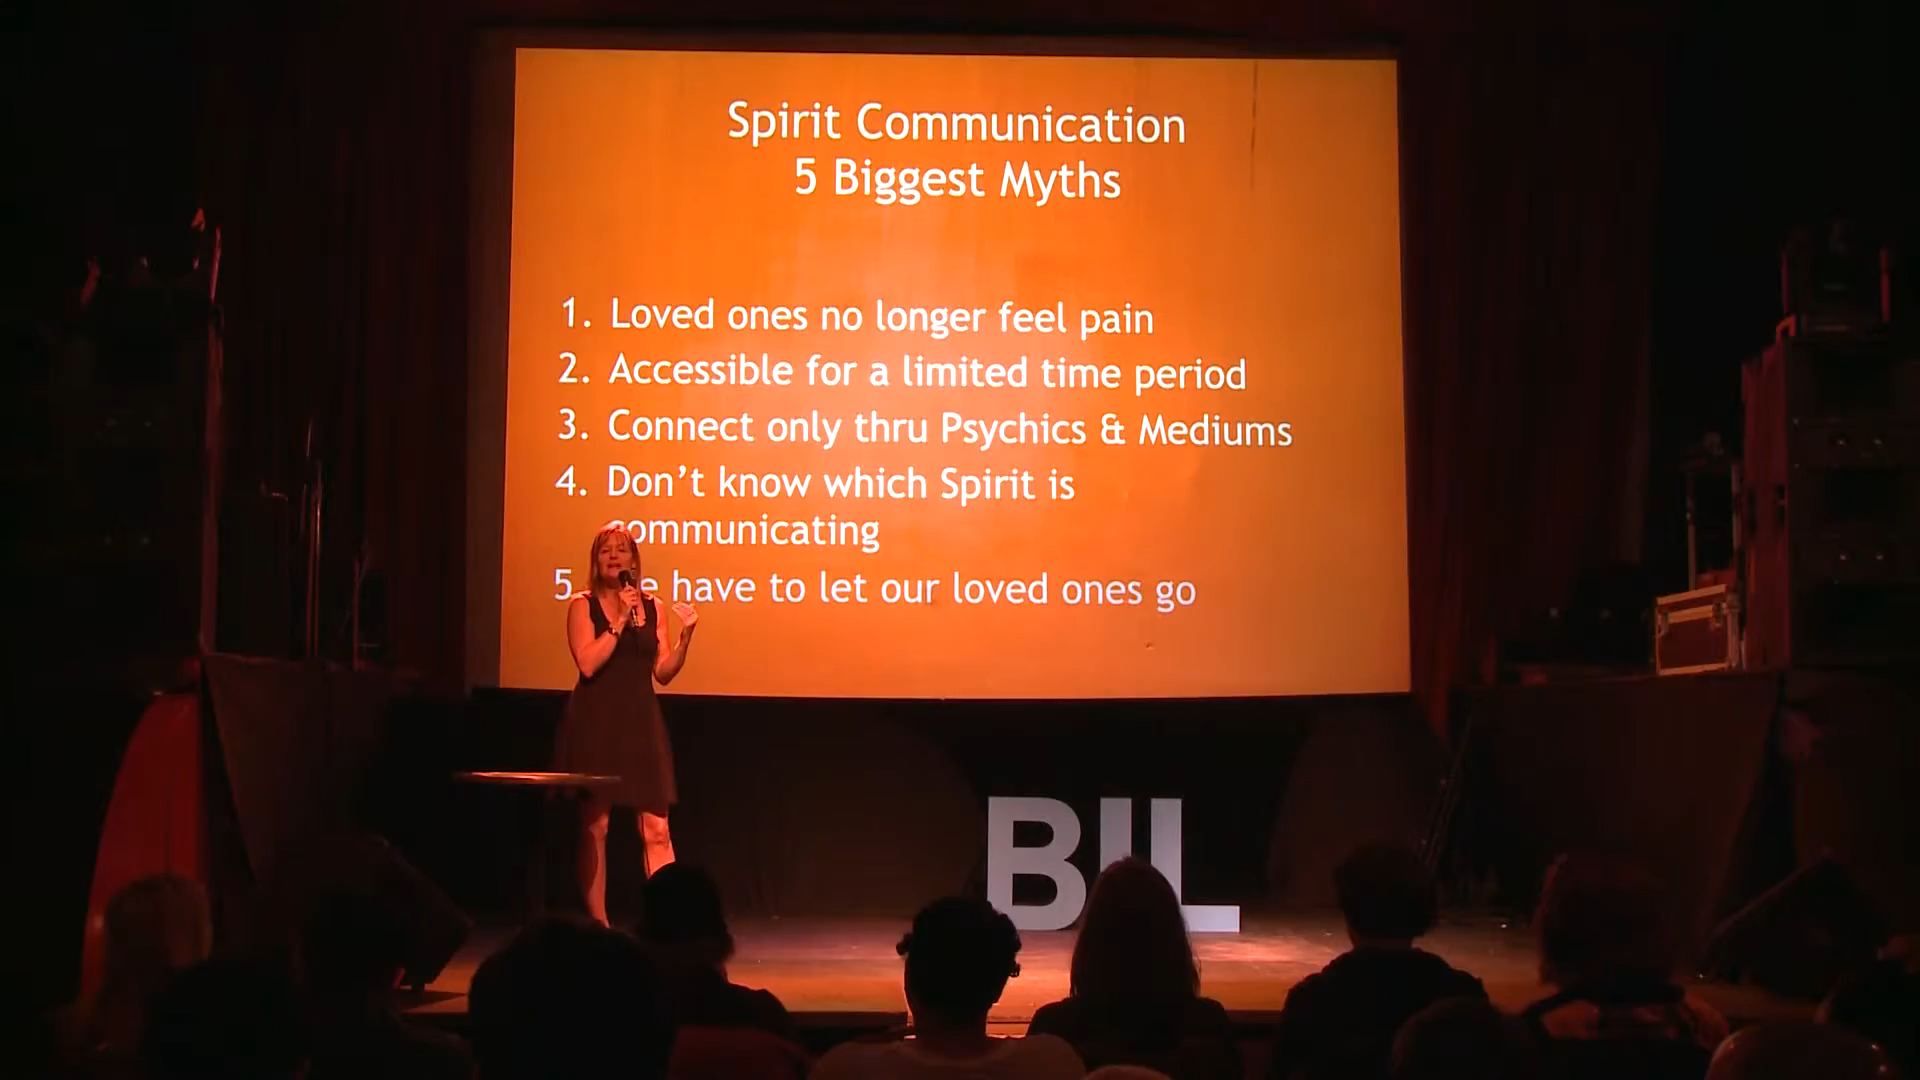 Spirit Communication
5 Biggest Myths
1. Loved ones no longer feel pain
2. Accessible for a limited time period
3. Connect only thru Psychics & Mediums
4. Don't know which Spirit is
communicating
5. have to let our loved ones go
BIL